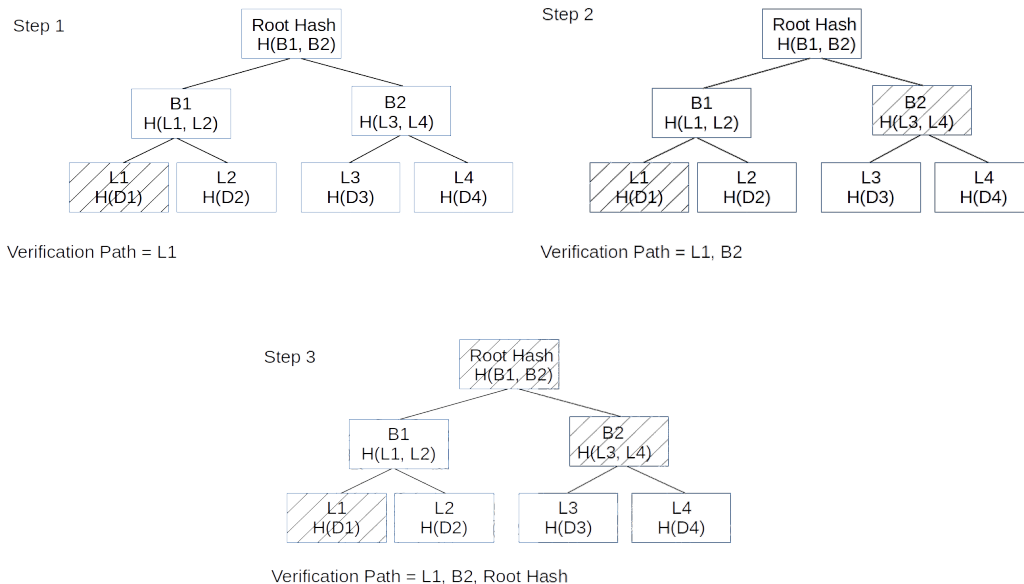 Step 1
Root Hash
H(B1, B2)
B1
H(L1, L2)
B2
H(L3, L4)
L1
H(D1)
L2
H(D2)
L3
H(D3)
L4
H(D4)
Verification Path = L1
Step 2
Root Hash
H(B1, B2)
B1
H(L1, L2)
B2
H(L3, L4)
L1
H(D1)
L2
H(D2)
L3
H(D3)
L4
H(D4)
Verification Path = L1, B2
Step 3
Root Hash
H(B1, B2)
B1
H(L1, L2)
B2
H(L3, L4)
L1
H(D1)
L2
H(D2)
L3
H(D3)
L4
H(D4)
Verification Path = L1, B2, Root Hash